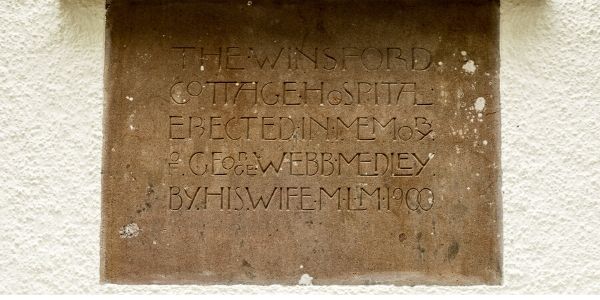 THE·WINSFORD
COTTAGE·HOSPITAL·
ERECTED·IN·MEMORY·
OF·GEORGE·WEBB·MEDLEY·
BY·HIS·WIFE·M·L·M·1900